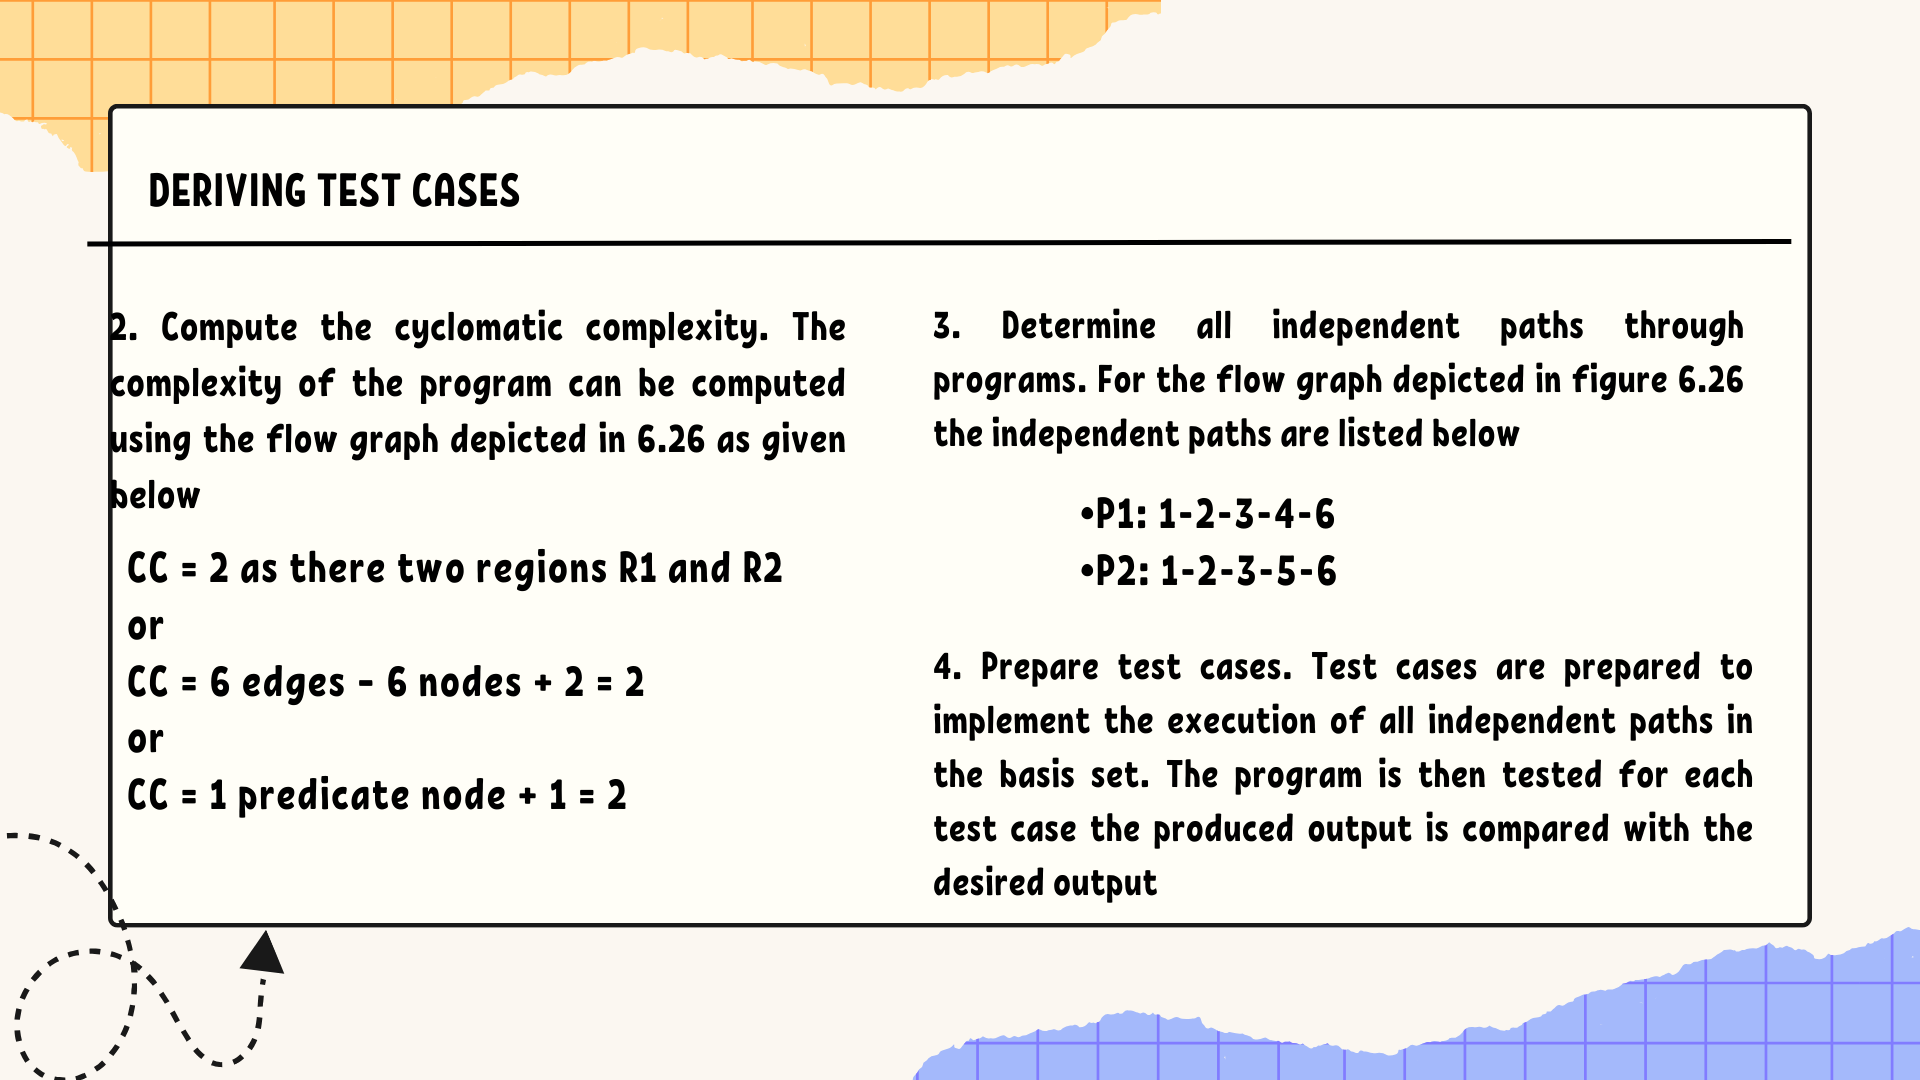 DERIVING TEST CASES
2. Compute the cyclomatic complexity. The
complexity of the program can be computed
using the flow graph depicted in 6.26 as given
below
CC = 2 as there two regions R1 and R2
or
CC = 6 edges - 6 nodes + 2 = 2
or
CC = 1 predicate node + 1 = 2
3. Determine all independent paths through
programs. For the flow graph depicted in figure 6.26
the independent paths are listed below
•P1: 1-2-3-4-6
•P2: 1-2-3-5-6
4. Prepare test cases. Test cases are prepared to
implement the execution of all independent paths in
the basis set. The program is then tested for each
test case the produced output is compared with the
desired output